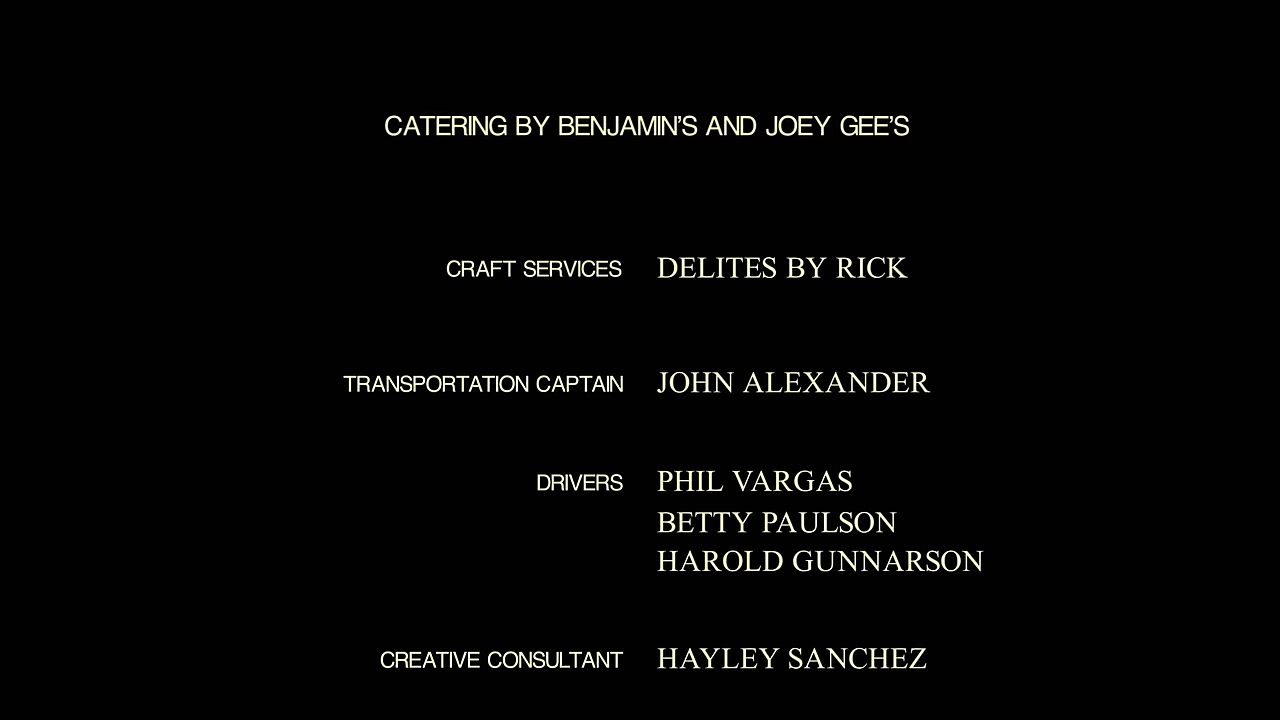 CATERING BY BENJAMIN'S AND JOEY GEE'S
CRAFT SERVICES DELITES BY RICK
TRANSPORTATION CAPTAIN JOHN ALEXANDER
DRIVERS PHIL VARGAS
BETTY PAULSON
HAROLD GUNNARSON
CREATIVE CONSULTANT HAYLEY SANCHEZ